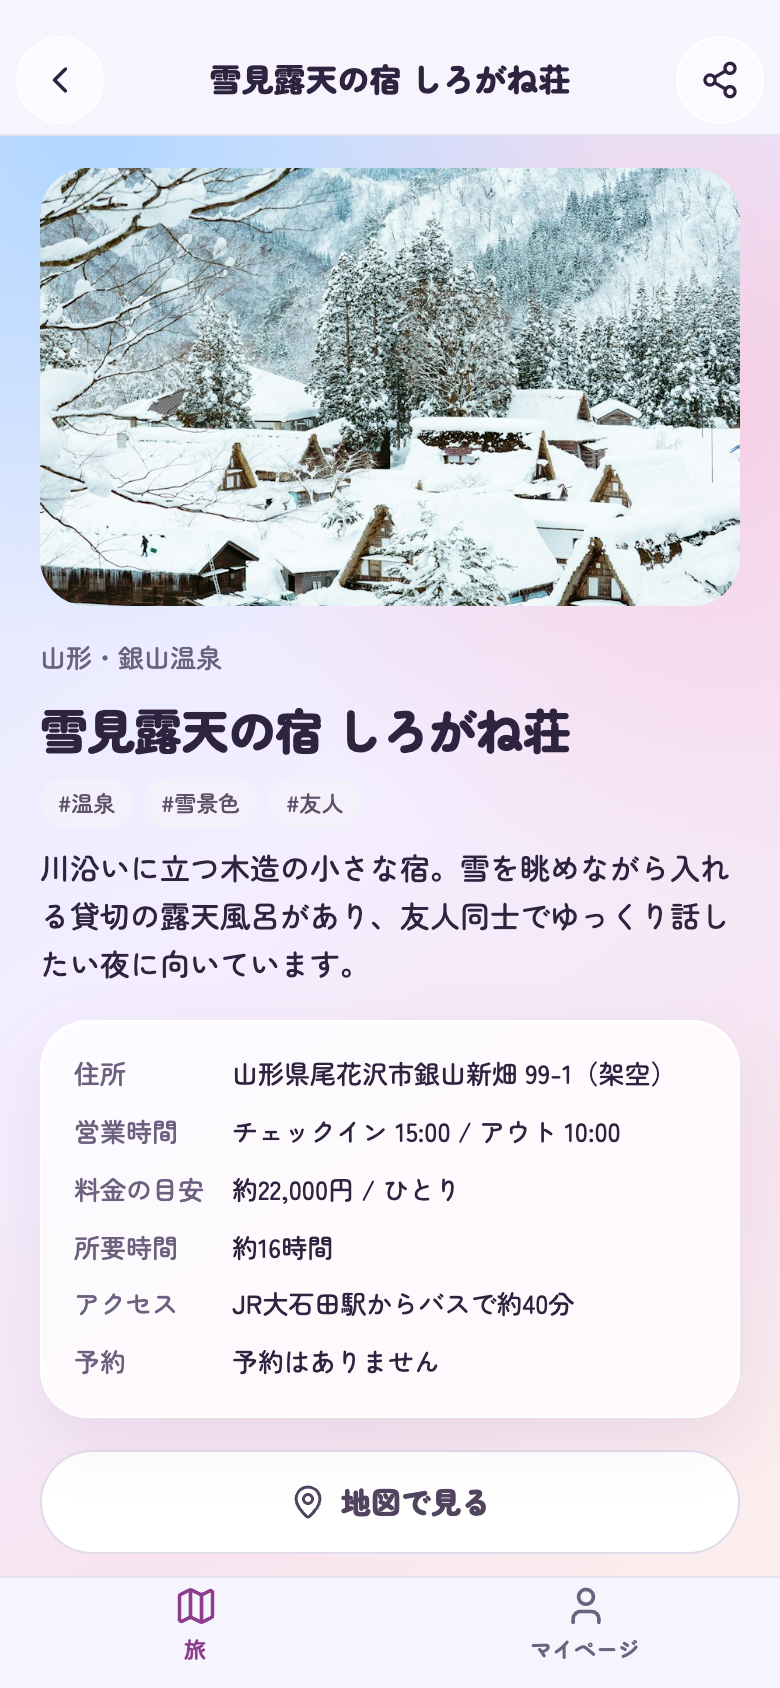 雪見露天の宿 しろがね荘
山形・銀山温泉
雪見露天の宿 しろがね荘
#温泉 #雪景色 #友人
川沿いに立つ木造の小さな宿。雪を眺めながら入れ
る貸切の露天風呂があり、友人同士でゆっくり話し
たい夜に向いています。
住所 山形県尾花沢市銀山新畑 99-1（架空）
営業時間 チェックイン 15:00 / アウト 10:00
料金の目安 約22,000円 / ひとり
所要時間 約16時間
アクセス JR大石田駅からバスで約40分
予約 予約はありません
地図で見る
旅 マイページ